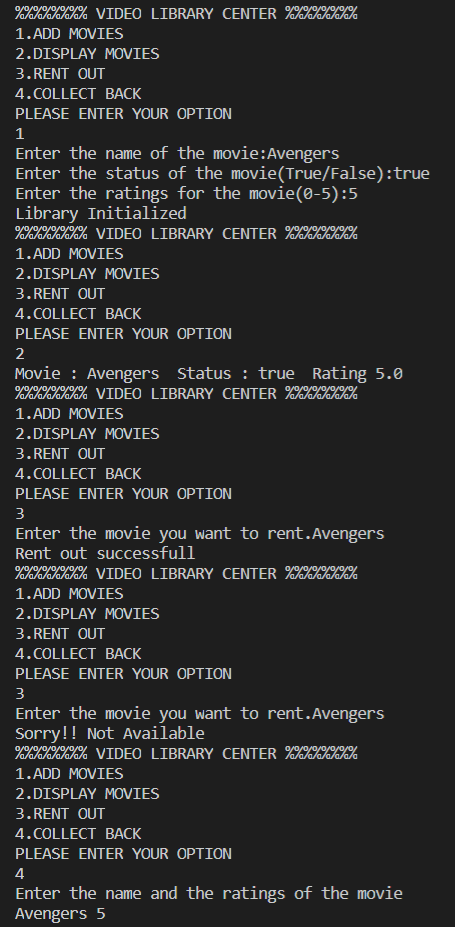 %%%%%%%% VIDEO LIBRARY CENTER %%%%%%%%
1.ADD MOVIES
2.DISPLAY MOVIES
3.RENT OUT
4.COLLECT BACK
PLEASE ENTER YOUR OPTION
1
Enter the name of the movie:Avengers
Enter the status of the movie(True/False):true
Enter the ratings for the movie(0-5):5
Library Initialized
%%%%%%%% VIDEO LIBRARY CENTER %%%%%%%%
1.ADD MOVIES
2.DISPLAY MOVIES
3.RENT OUT
4.COLLECT BACK
PLEASE ENTER YOUR OPTION
2
Movie : Avengers  Status : true  Rating 5.0
%%%%%%%% VIDEO LIBRARY CENTER %%%%%%%%
1.ADD MOVIES
2.DISPLAY MOVIES
3.RENT OUT
4.COLLECT BACK
PLEASE ENTER YOUR OPTION
3
Enter the movie you want to rent.Avengers
Rent out successfull
%%%%%%%% VIDEO LIBRARY CENTER %%%%%%%%
1.ADD MOVIES
2.DISPLAY MOVIES
3.RENT OUT
4.COLLECT BACK
PLEASE ENTER YOUR OPTION
3
Enter the movie you want to rent.Avengers
Sorry!! Not Available
%%%%%%%% VIDEO LIBRARY CENTER %%%%%%%%
1.ADD MOVIES
2.DISPLAY MOVIES
3.RENT OUT
4.COLLECT BACK
PLEASE ENTER YOUR OPTION
4
Enter the name and the ratings of the movie
Avengers 5